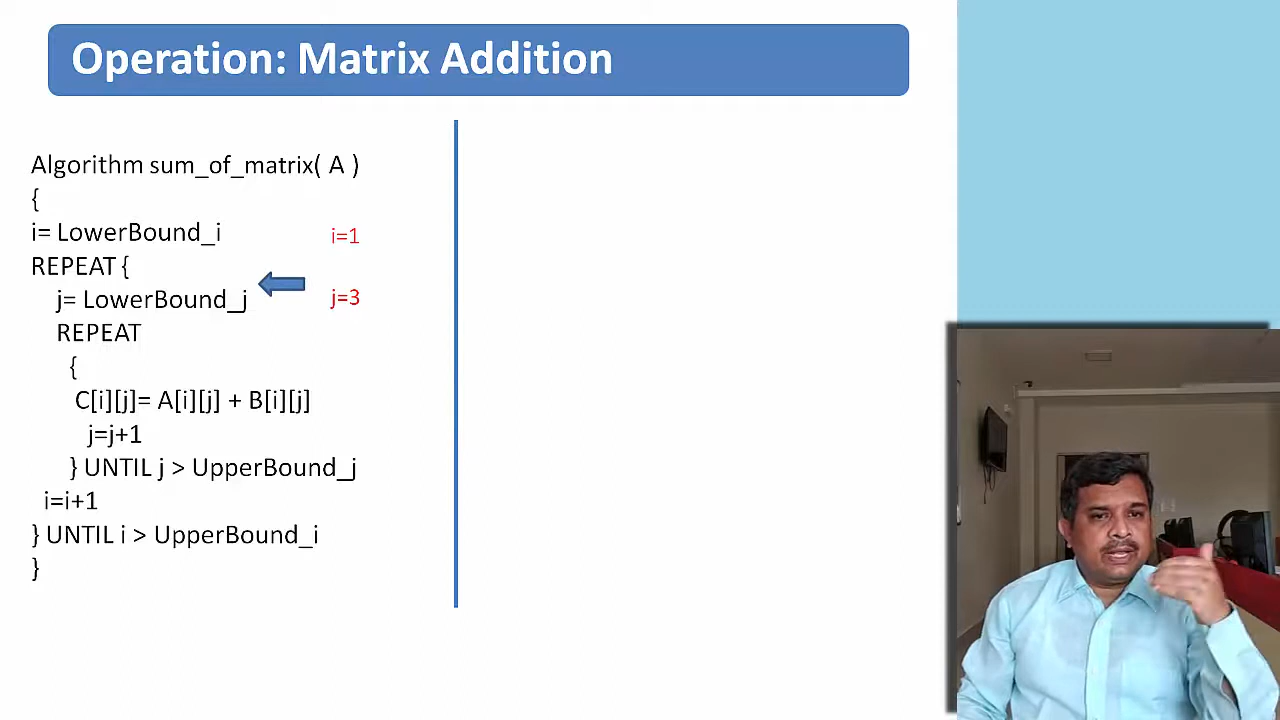 Operation: Matrix Addition
Algorithm sum_of_matrix( A )
{
i= LowerBound_i
i=1
REPEAT {
j= LowerBound_j
j=3
REPEAT
{
C[i][j]= A[i][j] + B[i][j]
j=j+1
} UNTIL j > UpperBound_j
i=i+1
} UNTIL i > UpperBound_i
}